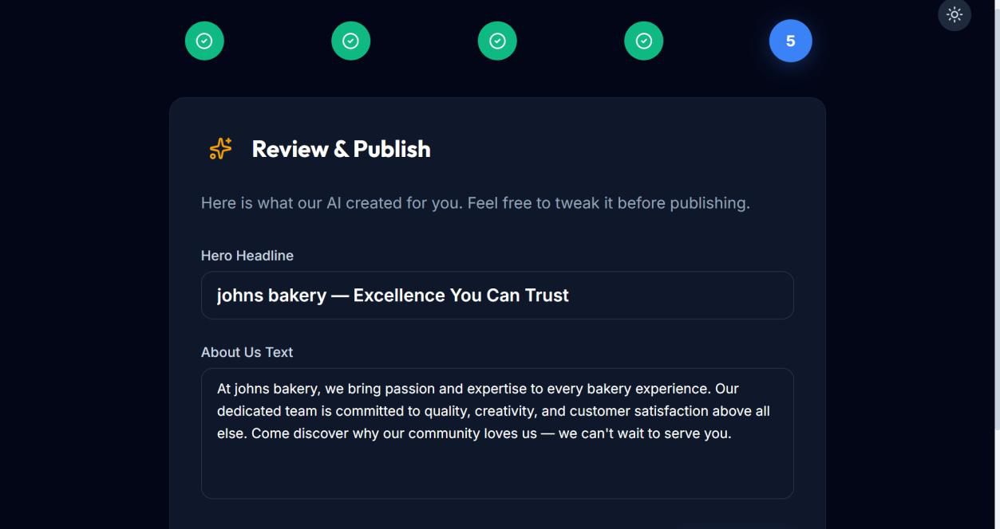 5
Review & Publish
Here is what our AI created for you. Feel free to tweak it before publishing.
Hero Headline
johns bakery — Excellence You Can Trust
About Us Text
At johns bakery, we bring passion and expertise to every bakery experience. Our
dedicated team is committed to quality, creativity, and customer satisfaction above all
else. Come discover why our community loves us — we can't wait to serve you.